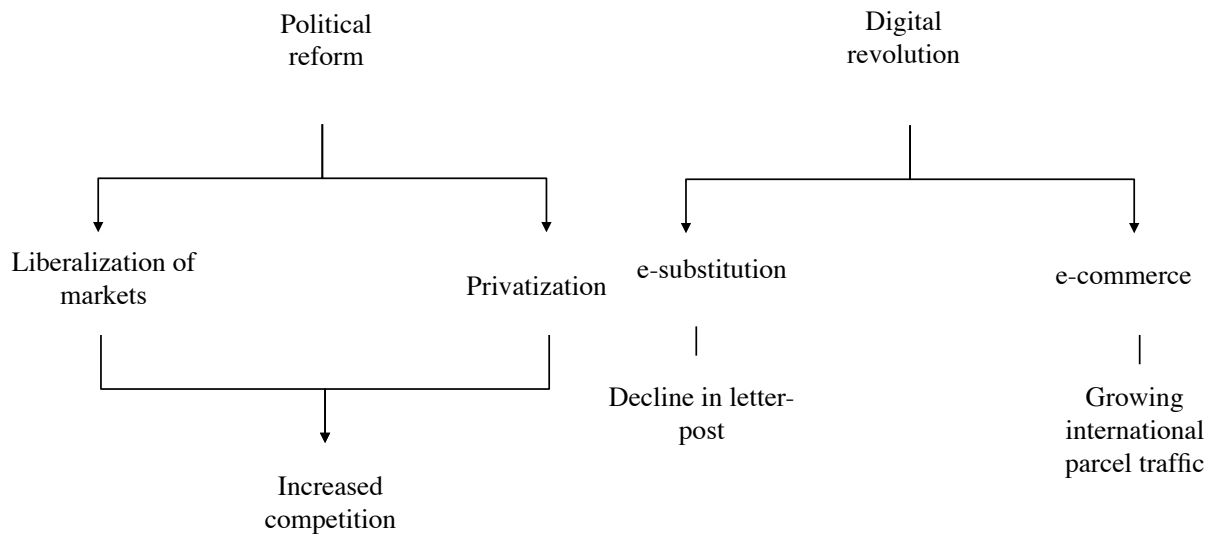 Political
reform
Digital
revolution
Liberalization of
markets
Privatization
e-substitution
e-commerce
Decline in letter-
post
Growing
international
parcel traffic
Increased
competition